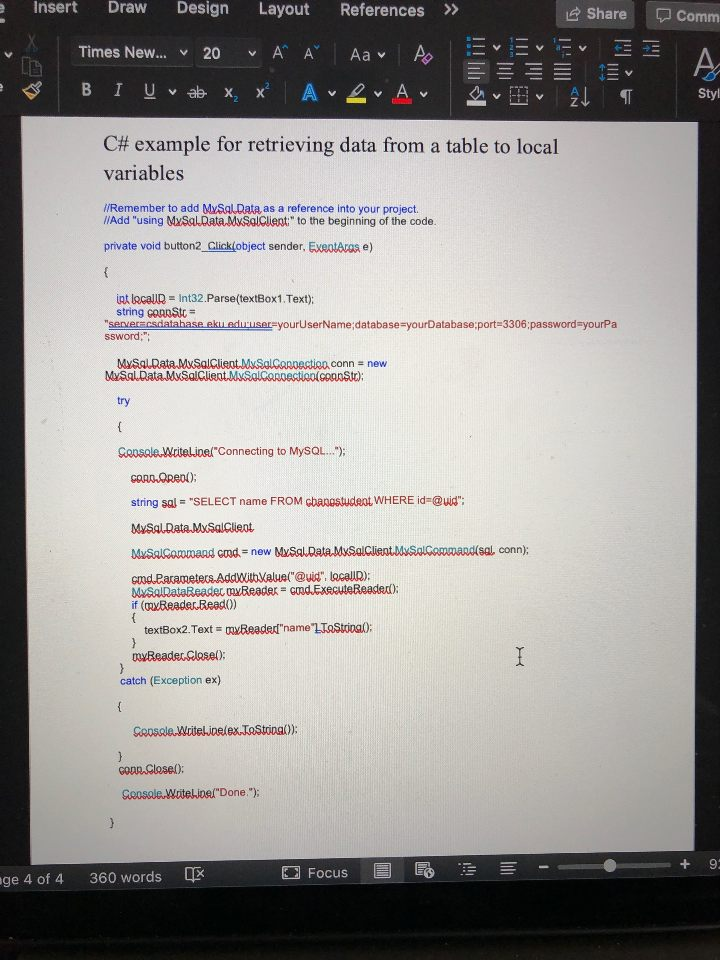 Insert Draw Design Layout References >>
Share Comm
Times New... 20 A^ Aˇ Aa A
B I U ab x2 x2 A A
A Z
Styl
C# example for retrieving data from a table to local
variables
//Remember to add MySql.Data as a reference into your project.
//Add "using MySql.Data.MySqlClient;" to the beginning of the code.
private void button2_Click(object sender, EventArgs e)
{
int localID = Int32.Parse(textBox1.Text);
string connStr =
"server=csdatabase.eku.edu;user=yourUserName;database=yourDatabase;port=3306;password=yourPa
ssword;";
MySql.Data.MySqlClient.MySqlConnection conn = new
MySql.Data.MySqlClient.MySqlConnection(connStr);
try
{
Console.WriteLine("Connecting to MySQL...");
conn.Open();
string sql = "SELECT name FROM changstudent WHERE id=@uid";
MySql.Data.MySqlClient
MySqlCommand cmd = new MySql.Data.MySqlClient.MySqlCommand(sql, conn);
cmd.Parameters.AddWithValue("@uid", localID);
MySqlDataReader myReader = cmd.ExecuteReader();
if (myReader.Read())
{
textBox2.Text = myReader["name"].ToString();
}
myReader.Close();
}
catch (Exception ex)
{
Console.WriteLine(ex.ToString());
}
conn.Close();
Console.WriteLine("Done.");
}
ge 4 of 4 360 words Focus - + 9